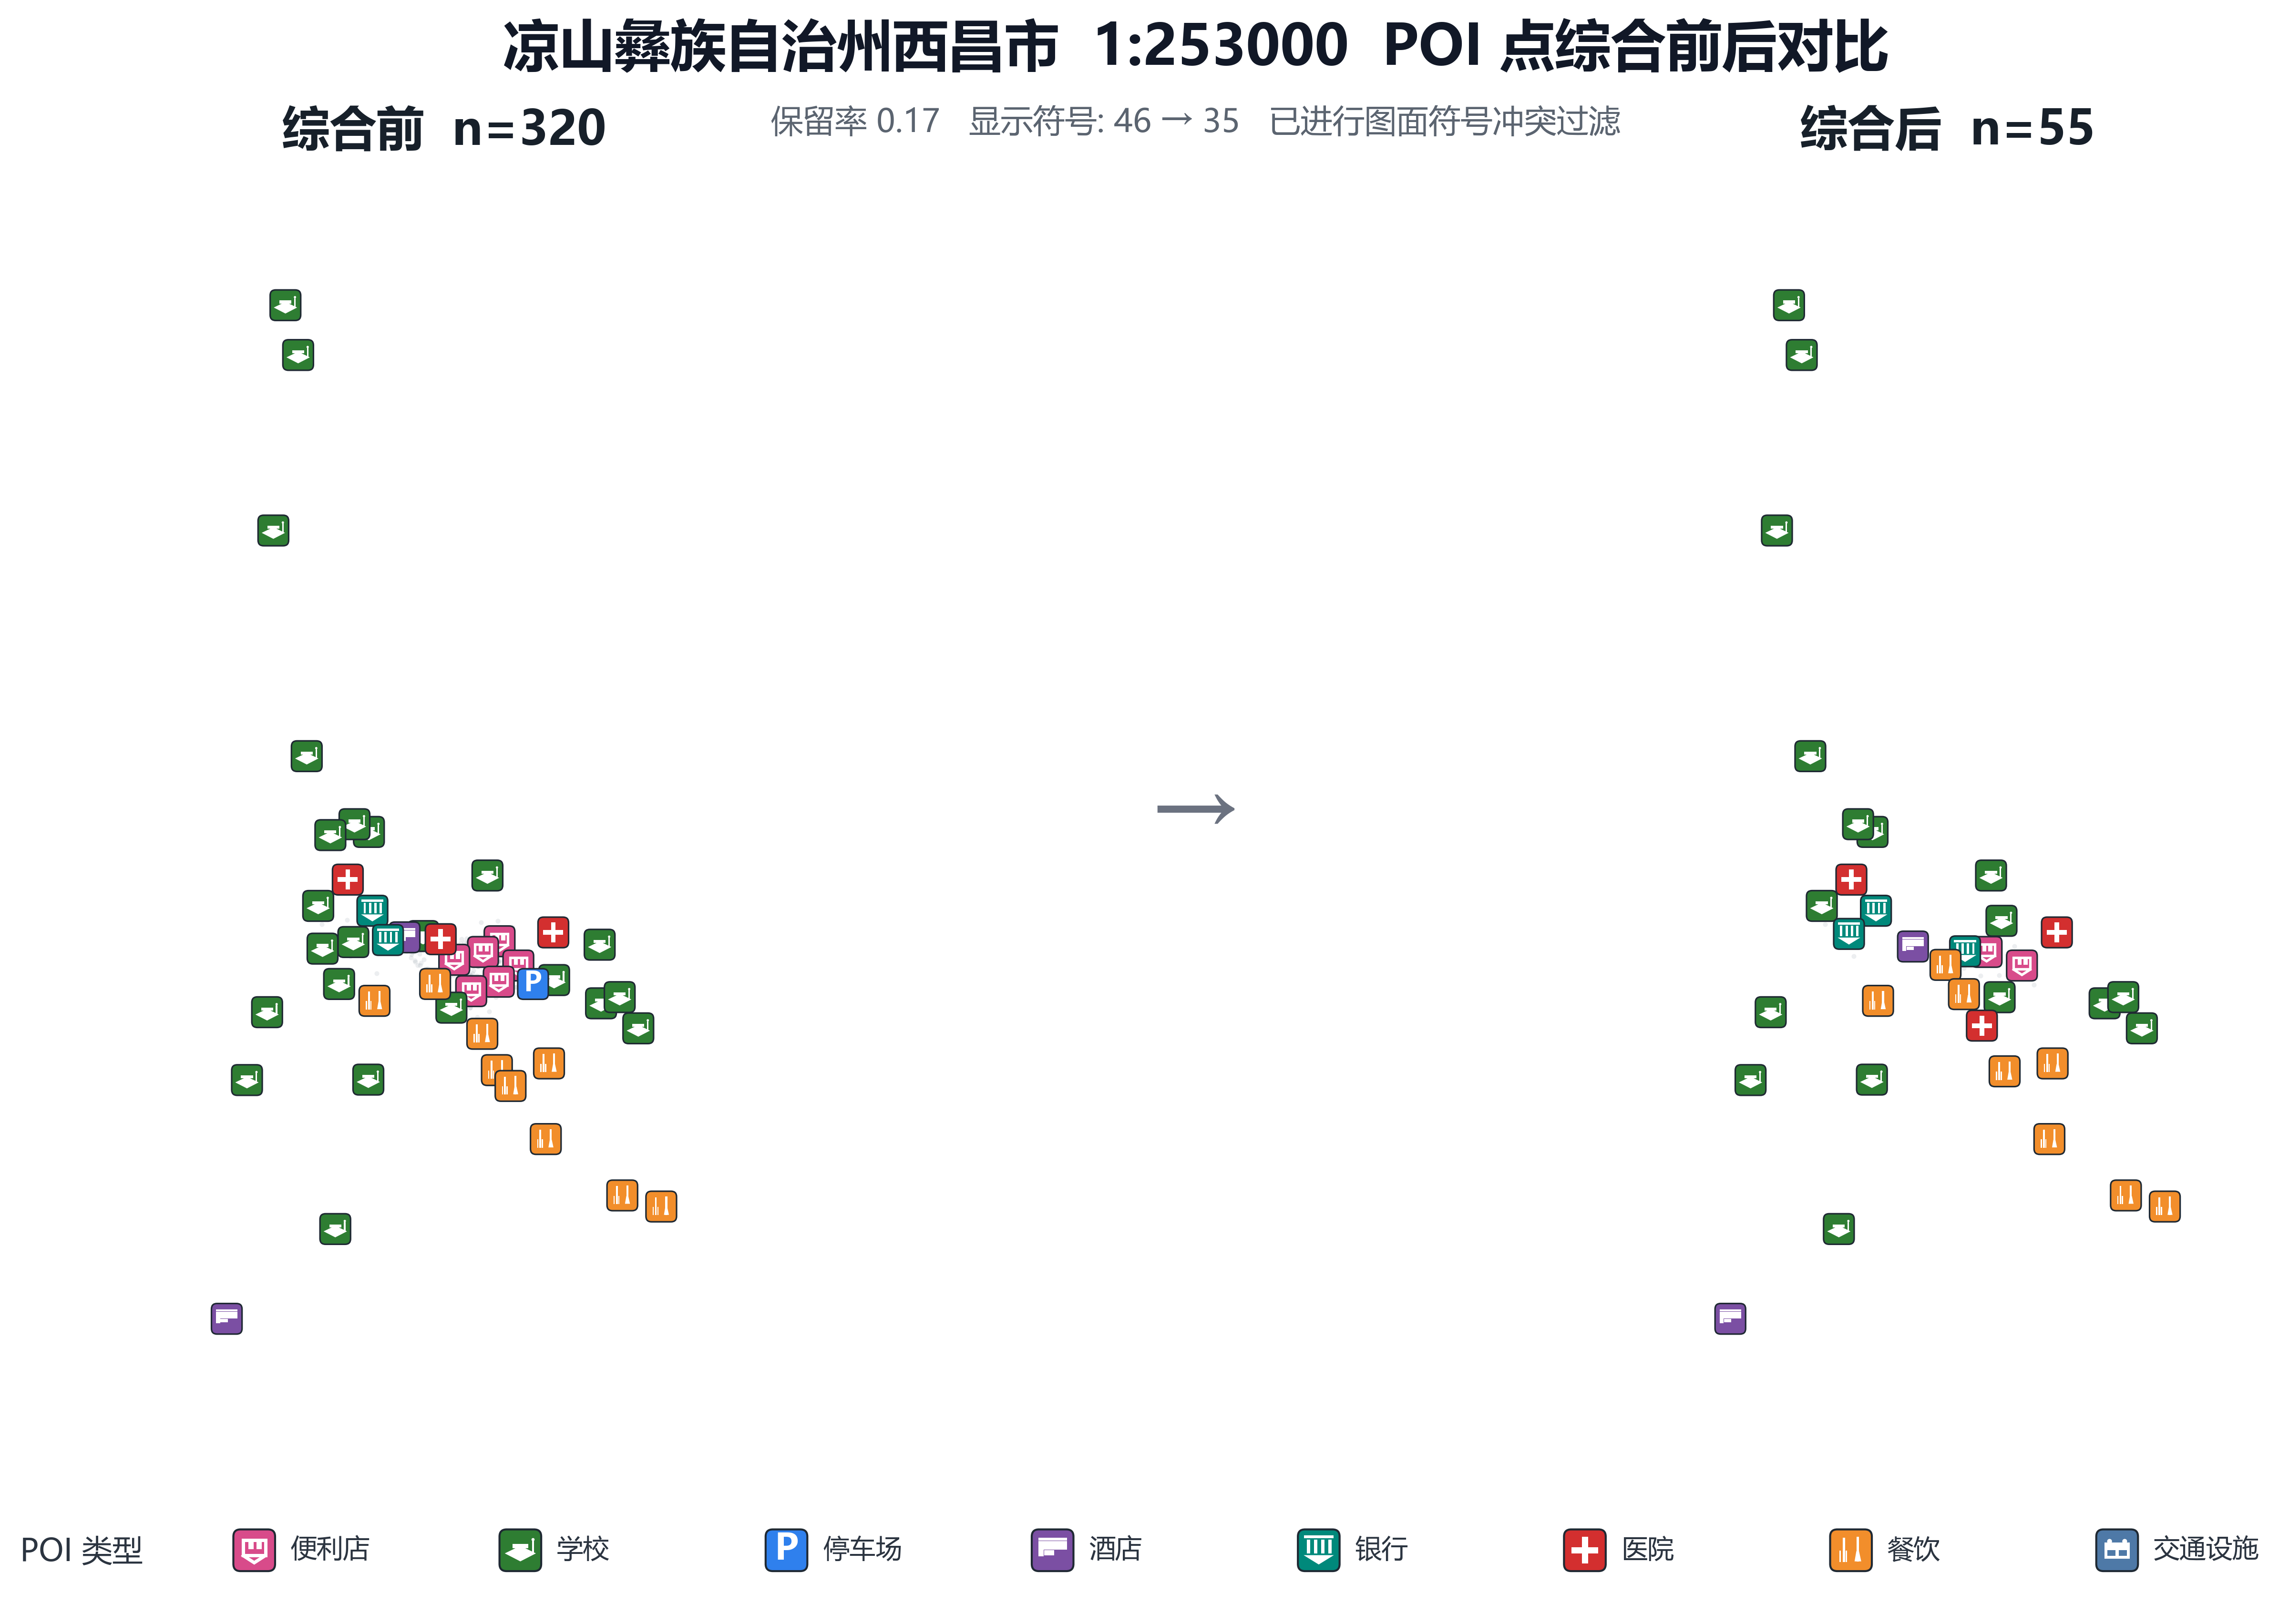 凉山彝族自治州西昌市 1:253000 POI 点综合前后对比
综合前 n=320
保留率 0.17 显示符号: 46 → 35 已进行图面符号冲突过滤
综合后 n=55
→
P
POI 类型
便利店
学校
P 停车场
酒店
银行
医院
餐饮
交通设施